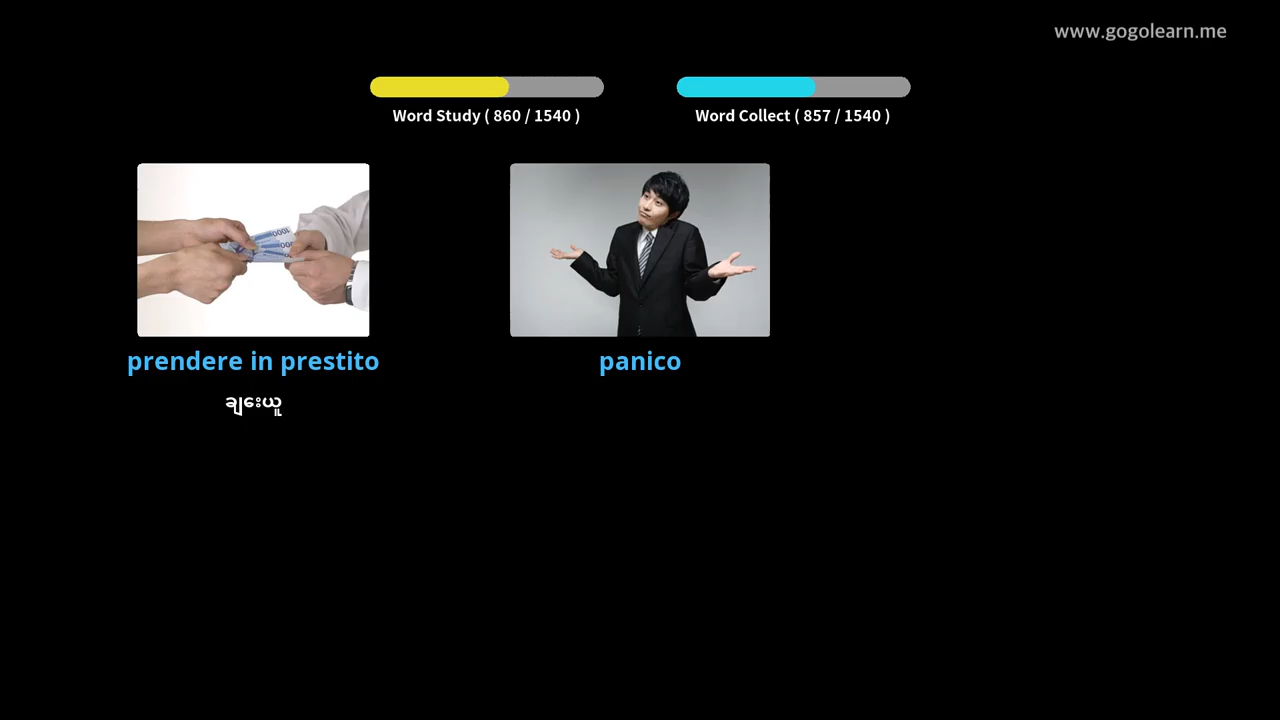 www.gogolearn.me
Word Study ( 860 / 1540 )
Word Collect ( 857 / 1540 )
prendere in prestito
ချေးယူ
panico